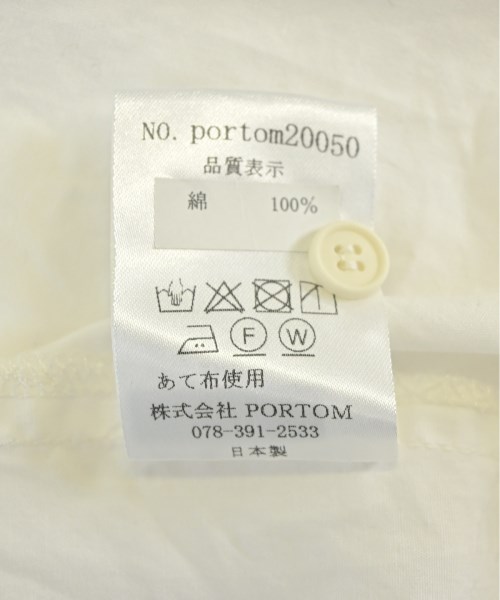 NO. portom20050
品質表示
綿 100%
F W
あて布使用
株式会社 PORTOM
078-391-2533
日本製